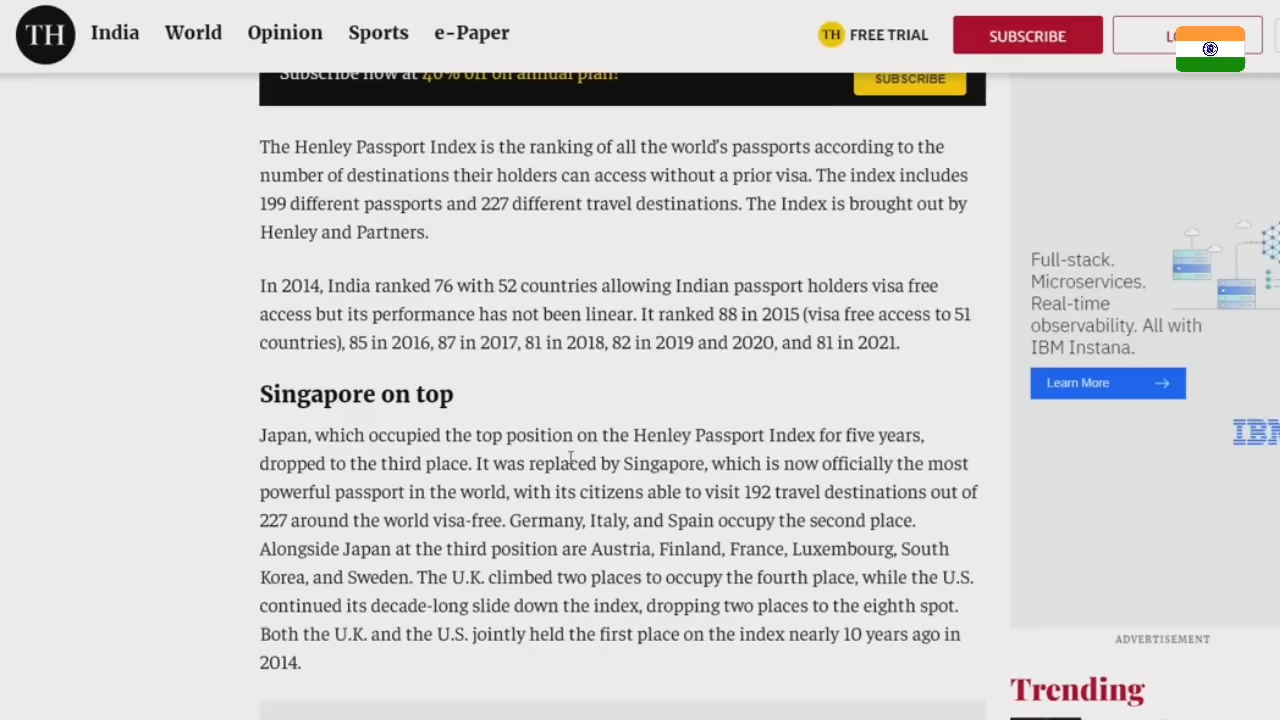 TH India World Opinion Sports e-Paper TH FREE TRIAL SUBSCRIBE
Subscribe now at 40% off on annual plan!
SUBSCRIBE
The Henley Passport Index is the ranking of all the world's passports according to the
number of destinations their holders can access without a prior visa. The index includes
199 different passports and 227 different travel destinations. The Index is brought out by
Henley and Partners.
In 2014, India ranked 76 with 52 countries allowing Indian passport holders visa free
access but its performance has not been linear. It ranked 88 in 2015 (visa free access to 51
countries), 85 in 2016, 87 in 2017, 81 in 2018, 82 in 2019 and 2020, and 81 in 2021.
Singapore on top
Japan, which occupied the top position on the Henley Passport Index for five years,
dropped to the third place. It was replaced by Singapore, which is now officially the most
powerful passport in the world, with its citizens able to visit 192 travel destinations out of
227 around the world visa-free. Germany, Italy, and Spain occupy the second place.
Alongside Japan at the third position are Austria, Finland, France, Luxembourg, South
Korea, and Sweden. The U.K. climbed two places to occupy the fourth place, while the U.S.
continued its decade-long slide down the index, dropping two places to the eighth spot.
Both the U.K. and the U.S. jointly held the first place on the index nearly 10 years ago in
2014.
Full-stack.
Microservices.
Real-time
observability. All with
IBM Instana.
Learn More
IBM
ADVERTISEMENT
Trending